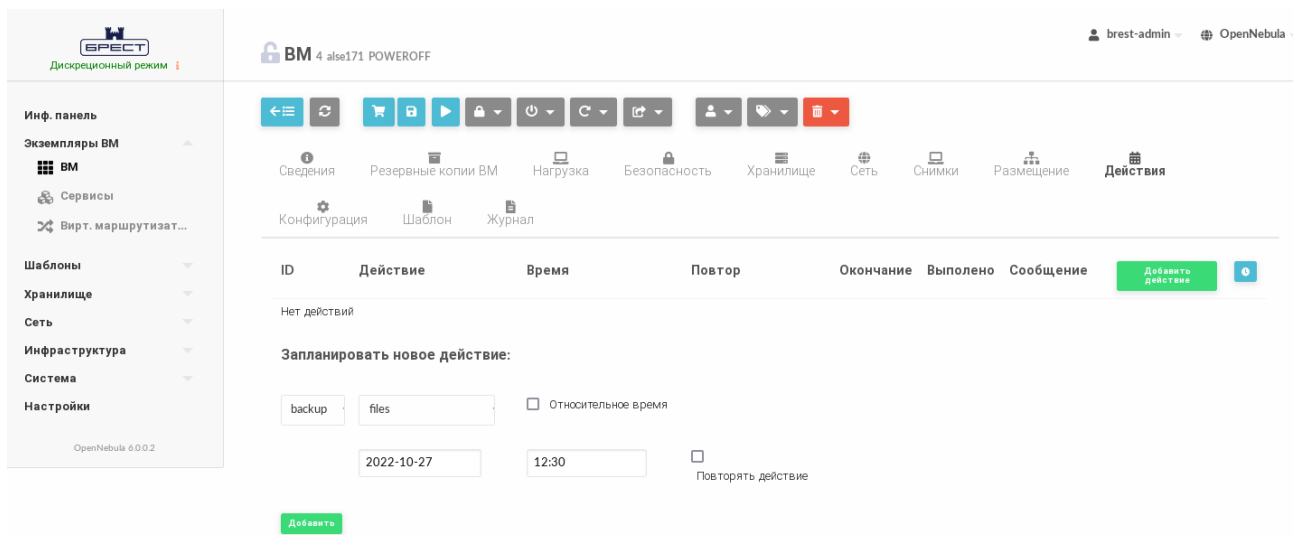 БРЕСТ
Дискреционный режим
ВМ 4 alse171 POWEROFF
brest-admin
OpenNebula
Инф. панель
Экземпляры ВМ
ВМ
Сервисы
Вирт. маршрутизат...
Шаблоны
Хранилище
Сеть
Инфраструктура
Система
Настройки
OpenNebula 6.0.0.2
Сведения Резервные копии ВМ Нагрузка Безопасность Хранилище Сеть Снимки Размещение Действия
Конфигурация Шаблон Журнал
ID Действие Время Повтор Окончание Выполено Сообщение Добавить
действие
Нет действий
Запланировать новое действие:
backup files Относительное время
2022-10-27 12:30
Повторять действие
Добавить